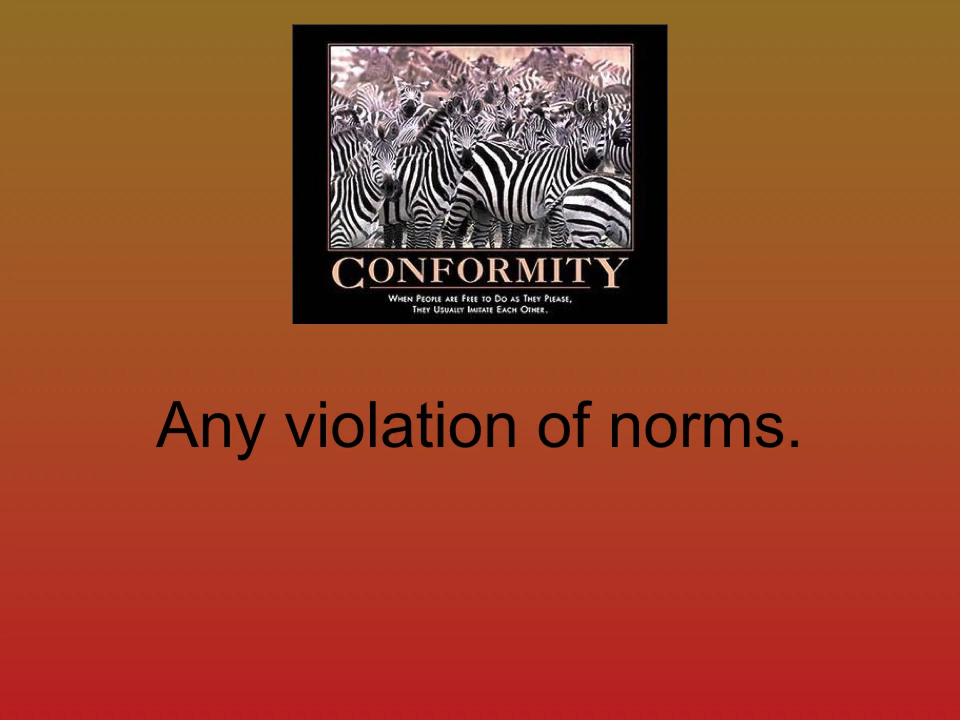 CONFORMITY
WHEN PEOPLE ARE FREE TO DO AS THEY PLEASE,
THEY USUALLY IMITATE EACH OTHER.
Any violation of norms.